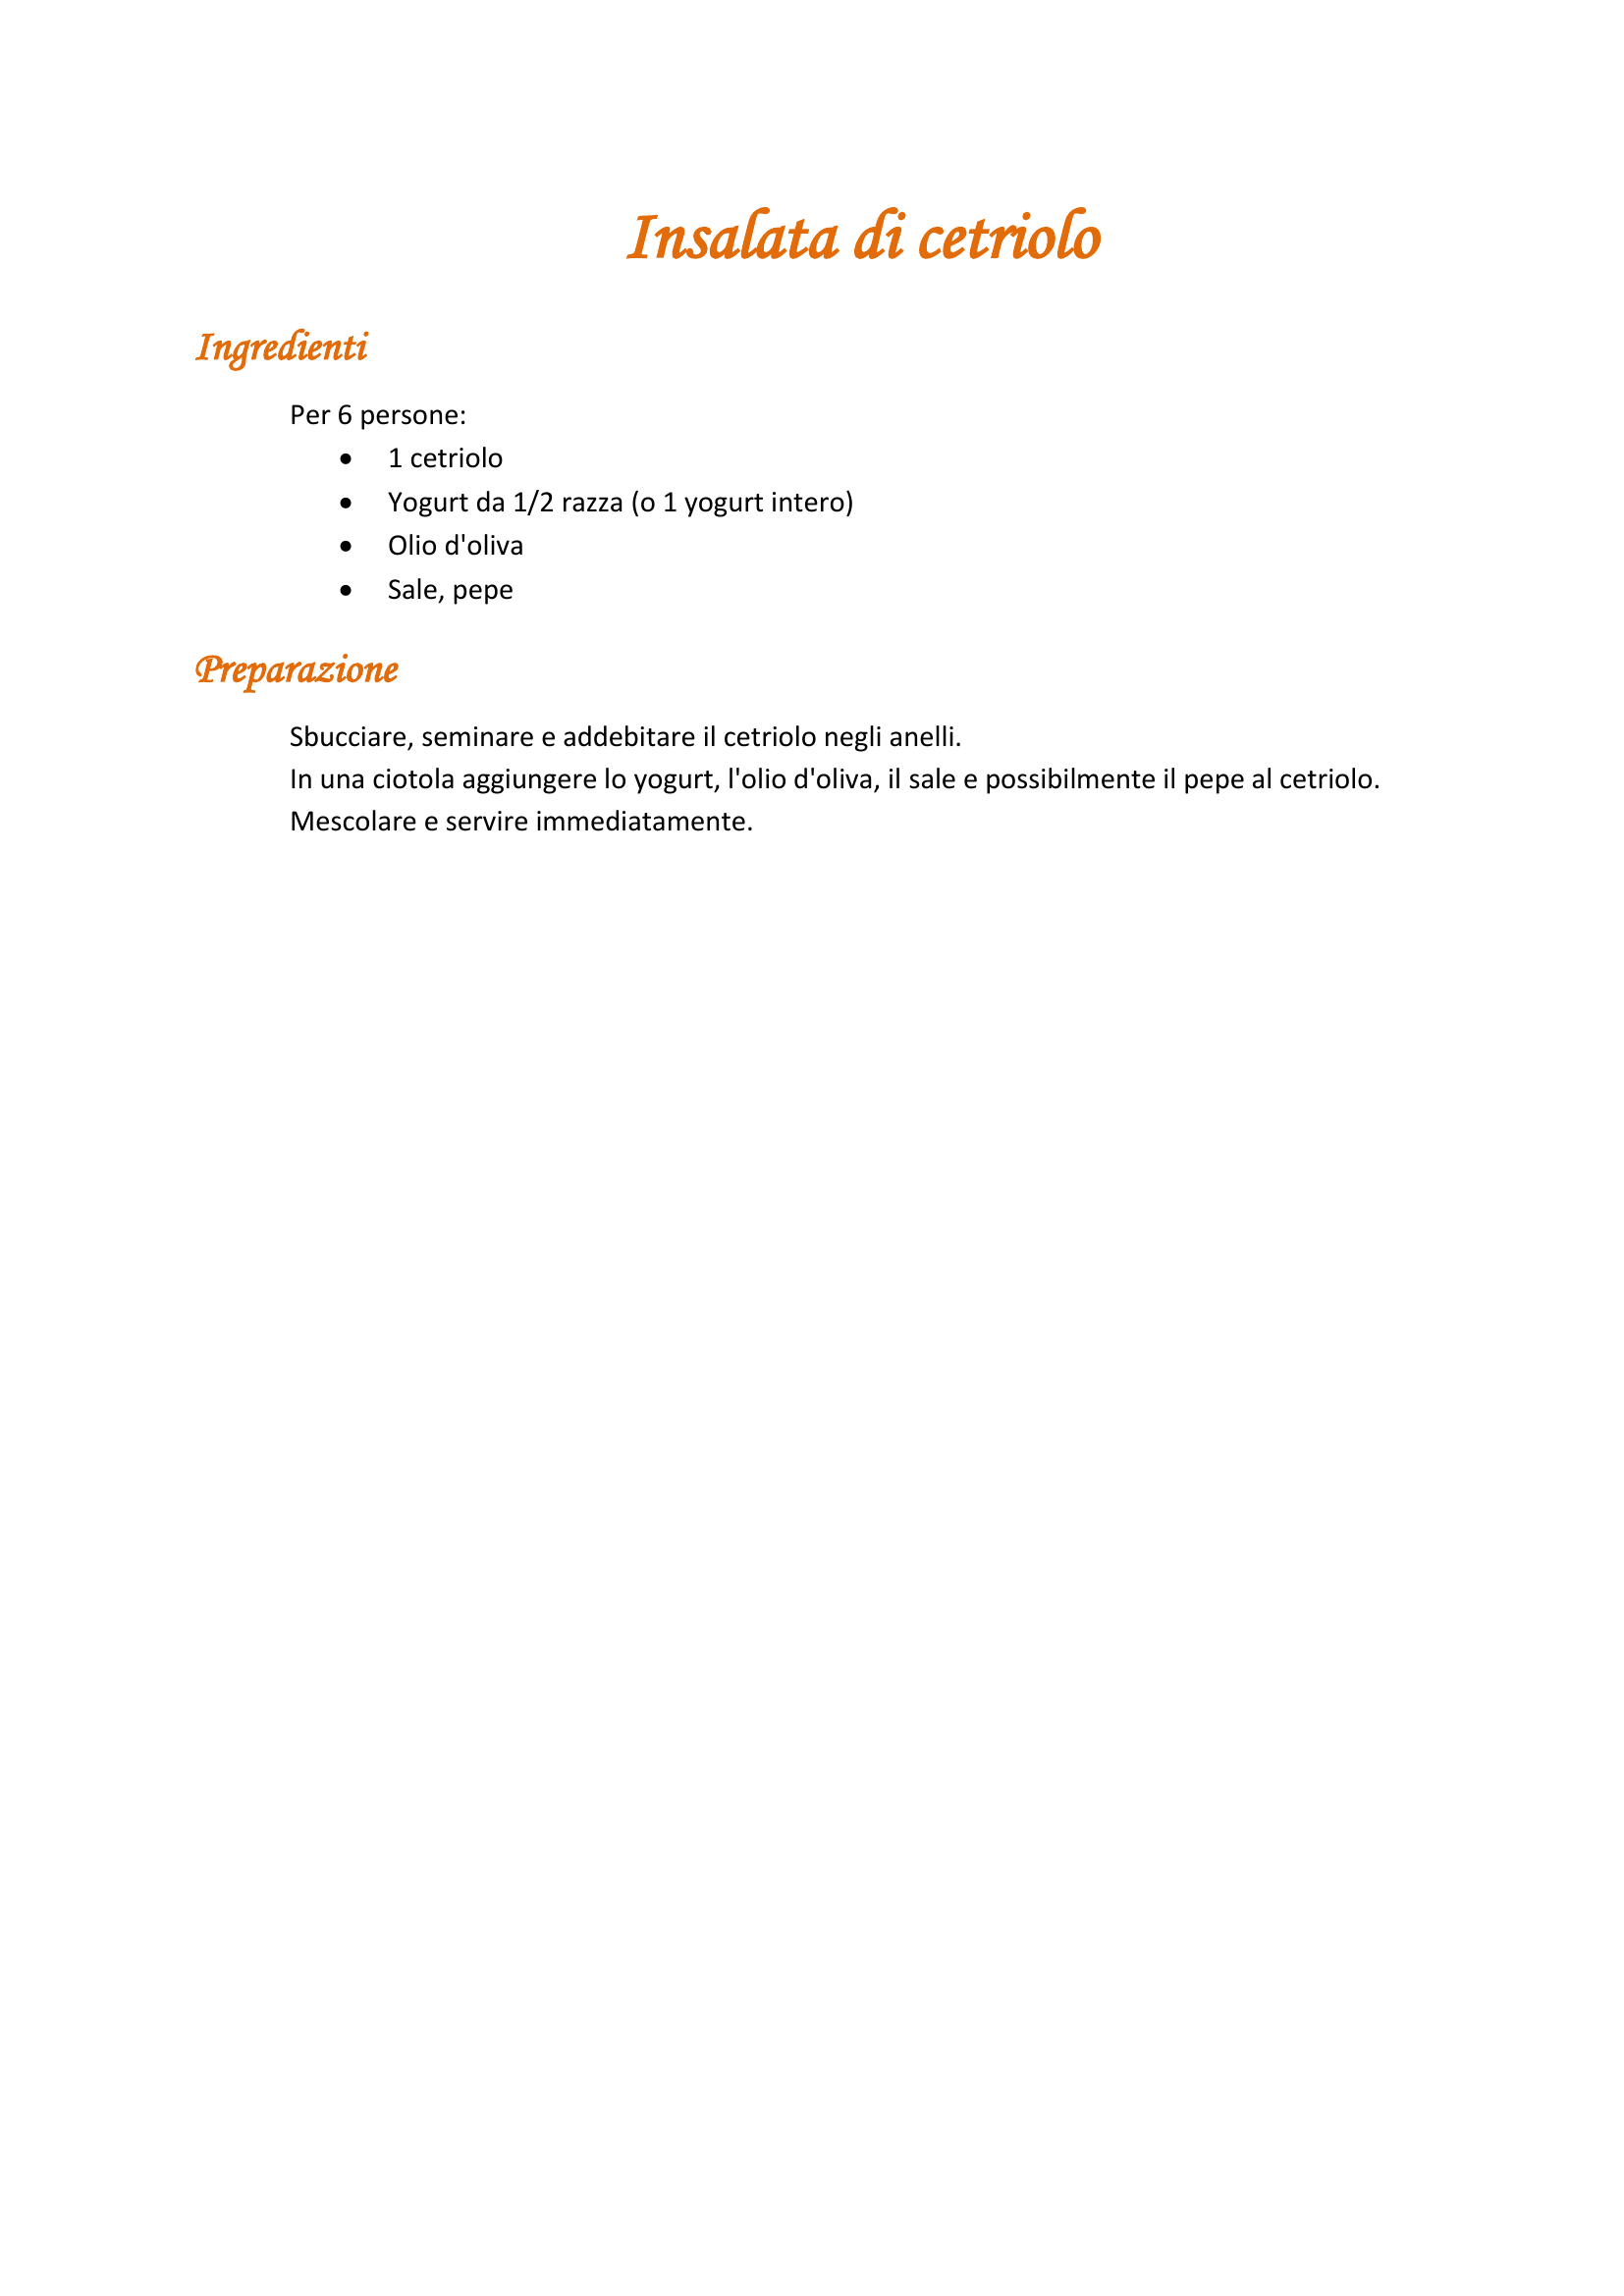 Insalata di cetriolo
Ingredienti
Per 6 persone:
• 1 cetriolo
• Yogurt da 1/2 razza (o 1 yogurt intero)
• Olio d'oliva
• Sale, pepe
Preparazione
Sbucciare, seminare e addebitare il cetriolo negli anelli.
In una ciotola aggiungere lo yogurt, l'olio d'oliva, il sale e possibilmente il pepe al cetriolo.
Mescolare e servire immediatamente.